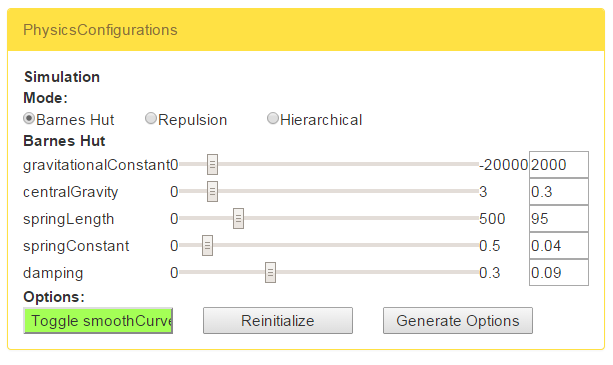 PhysicsConfigurations
Simulation
Mode:
Barnes Hut Repulsion Hierarchical
Barnes Hut
gravitationalConstant 0 -20000 2000
centralGravity 0 3 0.3
springLength 0 500 95
springConstant 0 0.5 0.04
damping 0 0.3 0.09
Options:
Toggle smoothCurve Reinitialize Generate Options